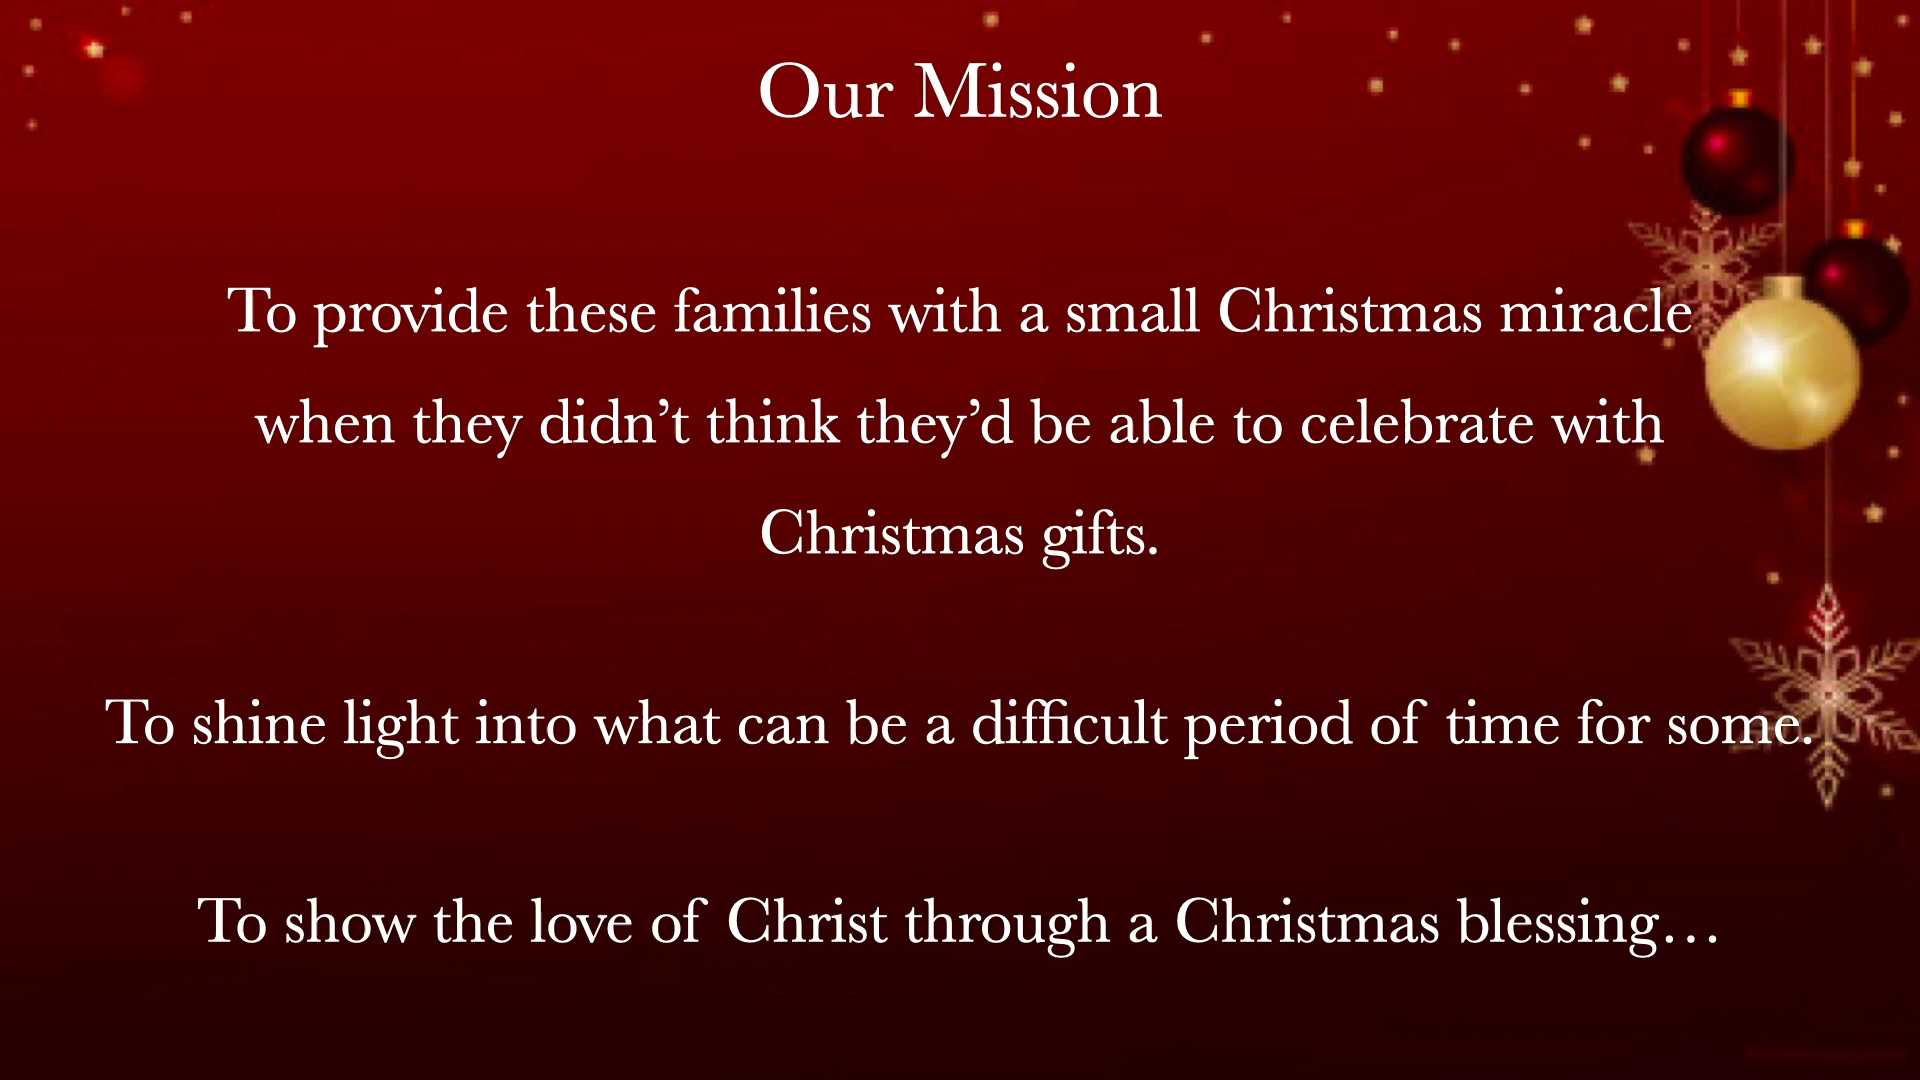 Our Mission
To provide these families with a small Christmas miracle
when they didn’t think they’d be able to celebrate with
Christmas gifts.
To shine light into what can be a difficult period of time for some.
To show the love of Christ through a Christmas blessing…